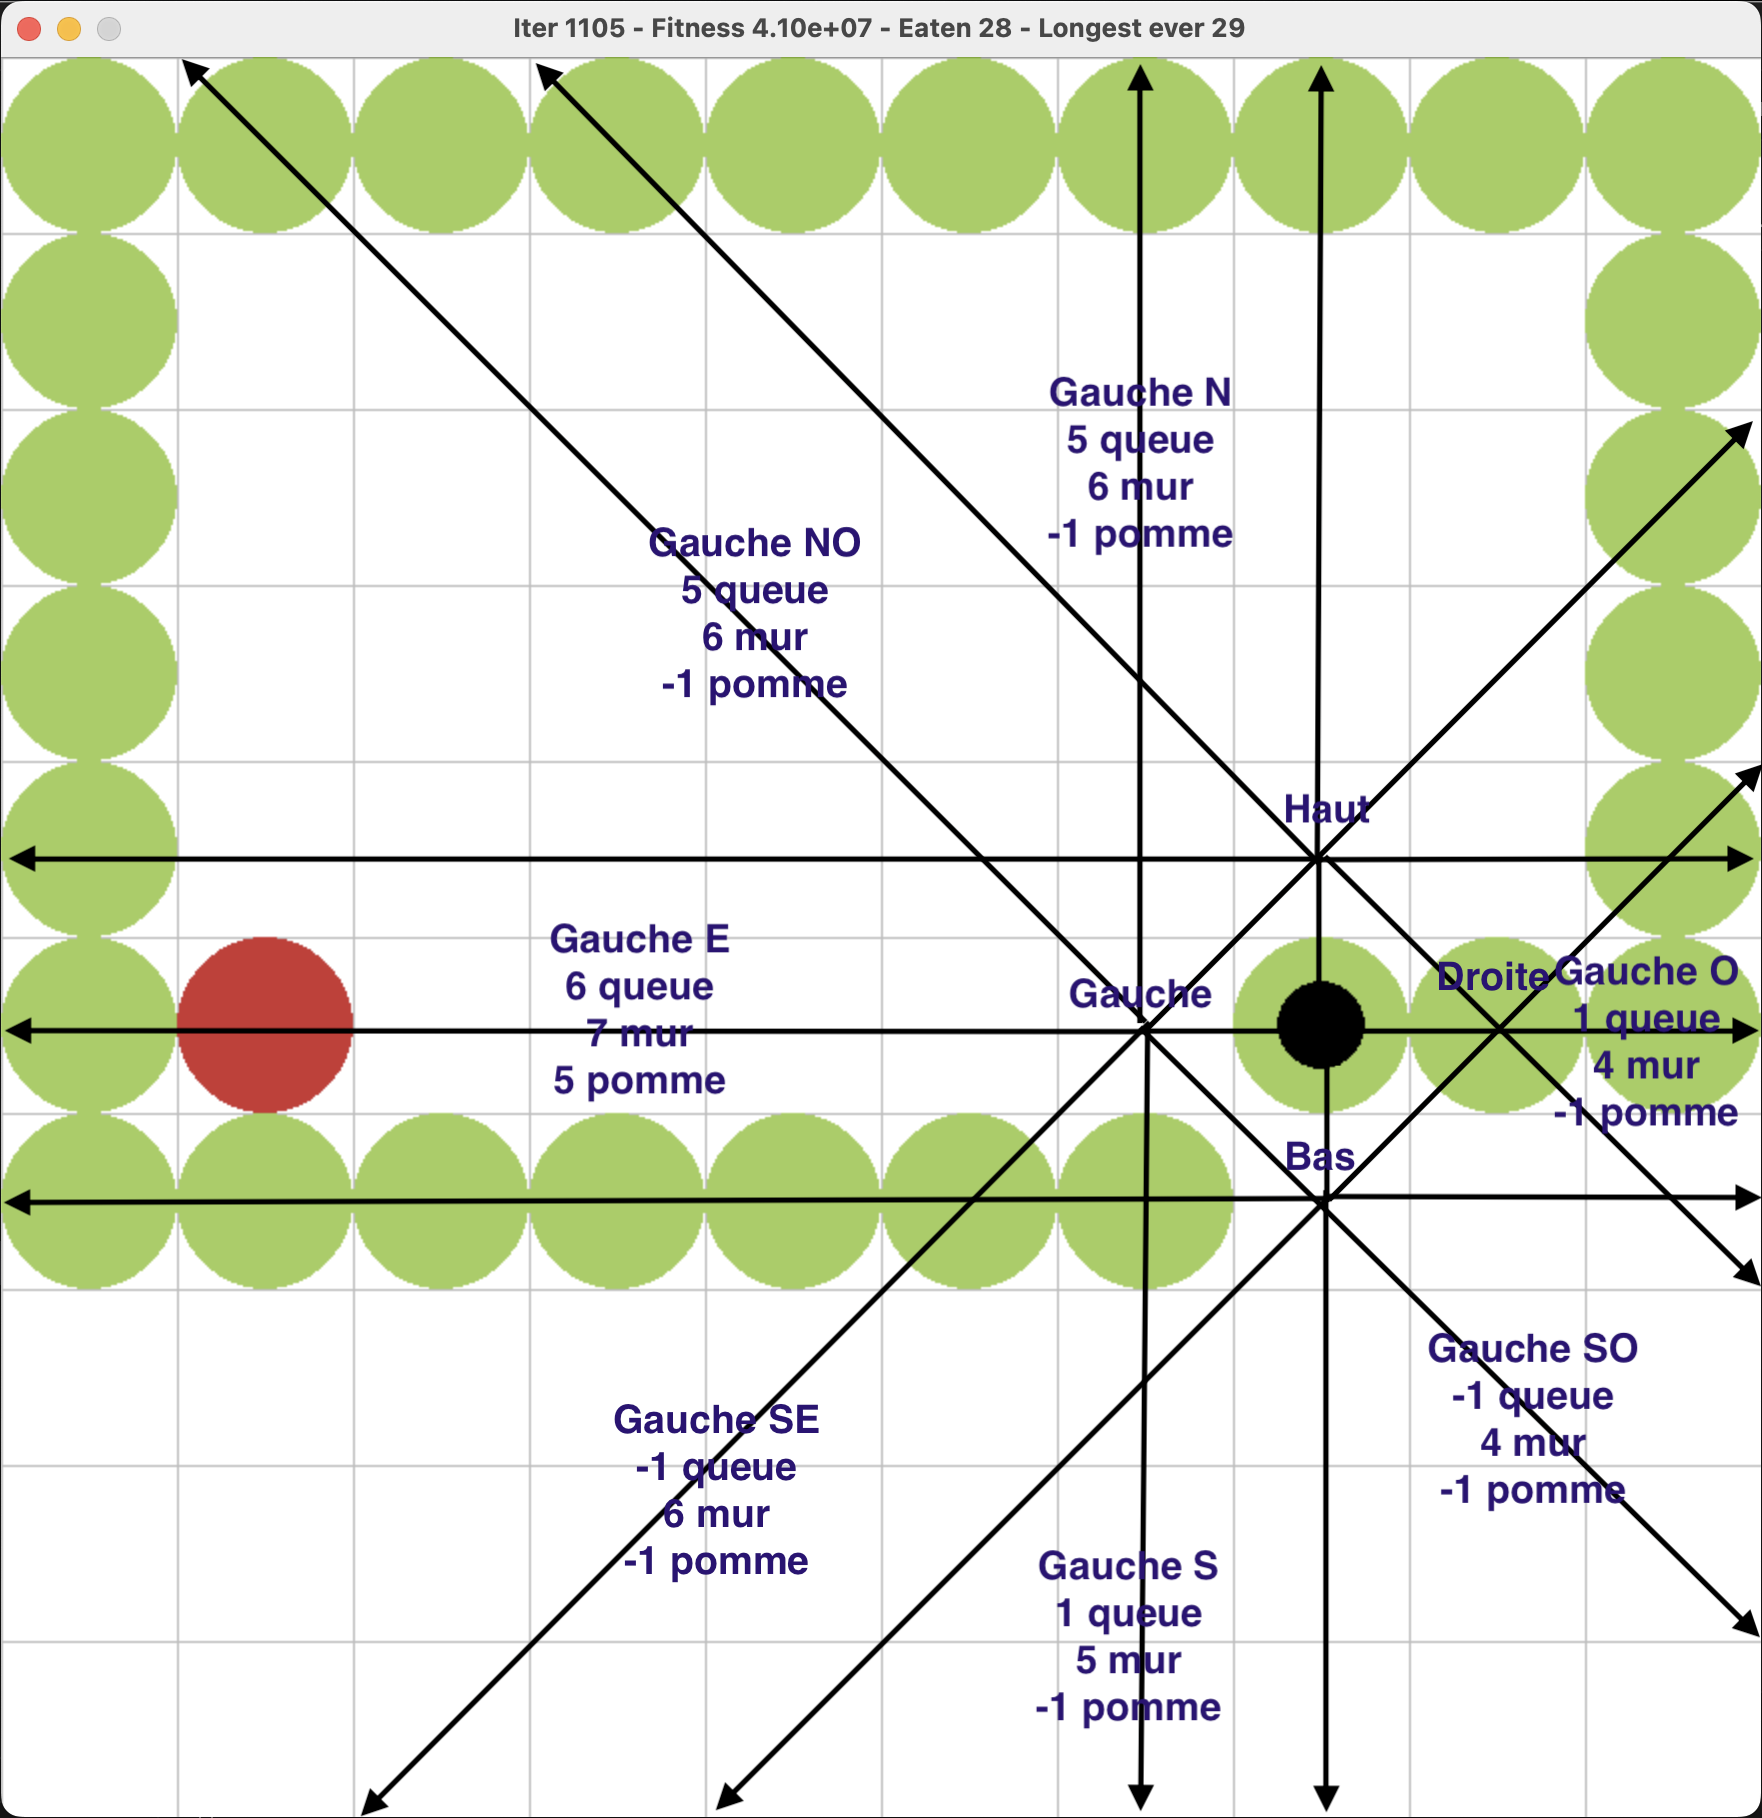 Iter 1105 - Fitness 4.10e+07 - Eaten 28 - Longest ever 29
Gauche N
5 queue
6 mur
-1 pomme
Gauche NO
5 queue
6 mur
-1 pomme
Haut
Gauche E
6 queue
7 mur
5 pomme
Gauche
Droite
Gauche O
1 queue
4 mur
-1 pomme
Bas
Gauche SO
-1 queue
4 mur
-1 pomme
Gauche SE
-1 queue
6 mur
-1 pomme
Gauche S
1 queue
5 mur
-1 pomme